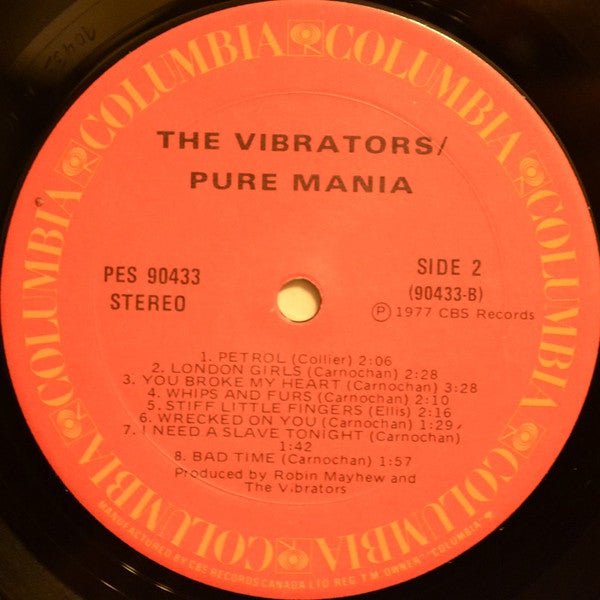 COLUMBIA COLUMBIA COLUMBIA COLUMBIA COLUMBIA COLUMBIA
THE VIBRATORS/
PURE MANIA
PES 90433
STEREO
SIDE 2
(90433-B)
Ⓟ 1977 CBS Records
1. PETROL (Collier) 2:06
2. LONDON GIRLS (Carnochan) 2:28
3. YOU BROKE MY HEART (Carnochan) 3:28
4. WHIPS AND FURS (Carnochan) 2:10
5. STIFF LITTLE FINGERS (Ellis) 2:16
6. WRECKED ON YOU (Carnochan) 1:29
7. I NEED A SLAVE TONIGHT (Carnochan)
1:42
8. BAD TIME (Carnochan) 1:57
Produced by Robin Mayhew and
The Vibrators
MANUFACTURED BY CBS RECORDS CANADA LTD REG. T M "OWNER" "COLUMBIA"